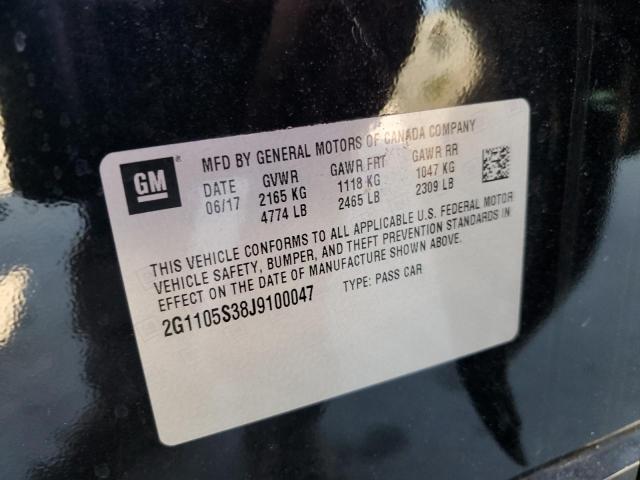 GM
MFD BY GENERAL MOTORS OF CANADA COMPANY
DATE GVWR GAWR FRT GAWR RR
06/17 2165 KG 1118 KG 1047 KG
4774 LB 2465 LB 2309 LB
THIS VEHICLE CONFORMS TO ALL APPLICABLE U.S. FEDERAL MOTOR
VEHICLE SAFETY, BUMPER, AND THEFT PREVENTION STANDARDS IN
EFFECT ON THE DATE OF MANUFACTURE SHOWN ABOVE.
2G1105S38J9100047 TYPE: PASS CAR